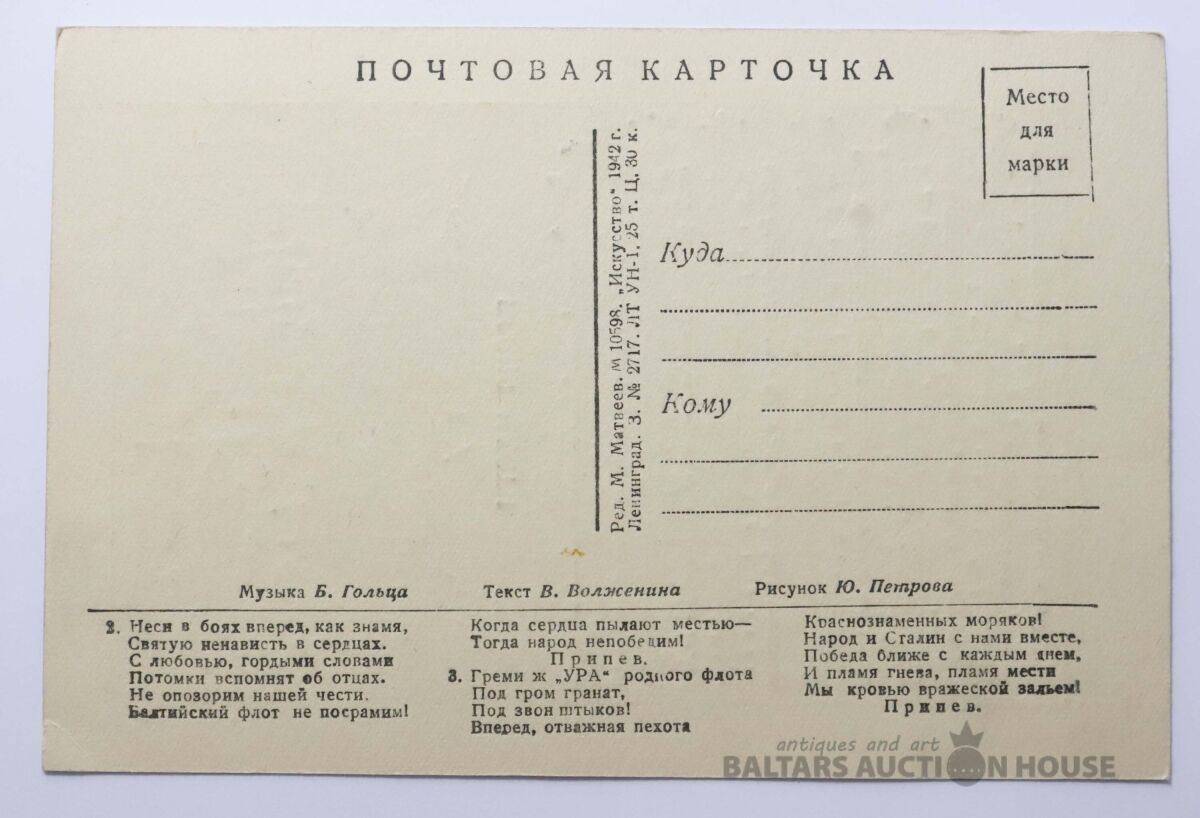 ПОЧТОВАЯ КАРТОЧКА
Место
для
марки
Ред. М. Матвеев. М 10598. „Искусство“ 1942 г.
Ленинград. З. № 2717. ЛТ УН-1. 25 т. Ц. 30 к.
Куда
Кому
Музыка Б. Гольца
Текст В. Волженина
Рисунок Ю. Петрова
2. Неси в боях вперед, как знамя,
Святую ненависть в сердцах.
С любовью, гордыми словами
Потомки вспомнят об отцах.
Не опозорим нашей чести.
Балтийский флот не посрамим!
Когда сердца пылают местью—
Тогда народ непобедим!
Припев.
3. Греми ж „УРА“ родного флота
Под гром гранат,
Под звон штыков!
Вперед, отважная пехота
Краснознаменных моряков!
Народ и Сталин с нами вместе,
Победа ближе с каждым днем,
И пламя гнева, пламя мести
Мы кровью вражеской зальем!
Припев.
antiques and art
BALTARS AUCTION HOUSE